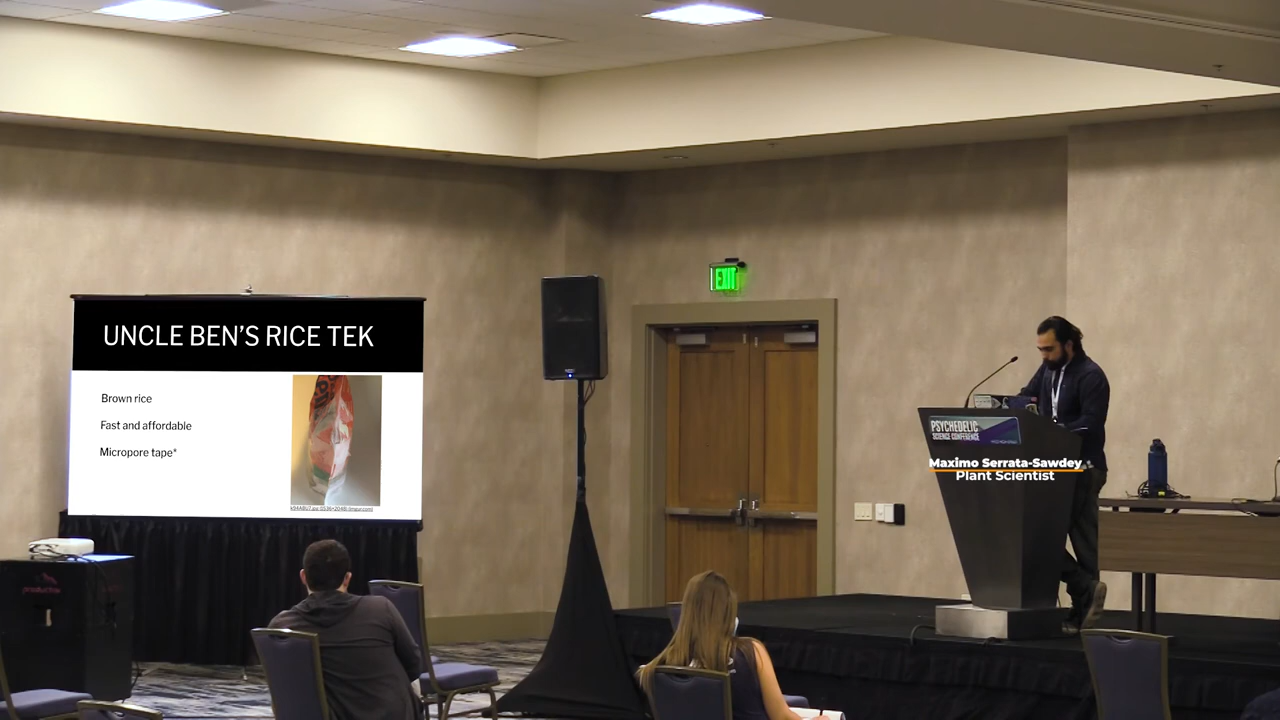 EXIT
UNCLE BEN'S RICE TEK
Brown rice
Fast and affordable
Micropore tape*
PSYCHEDELIC
SCIENCE CONFERENCE
Maximo Serrata-Sawdey
Plant Scientist